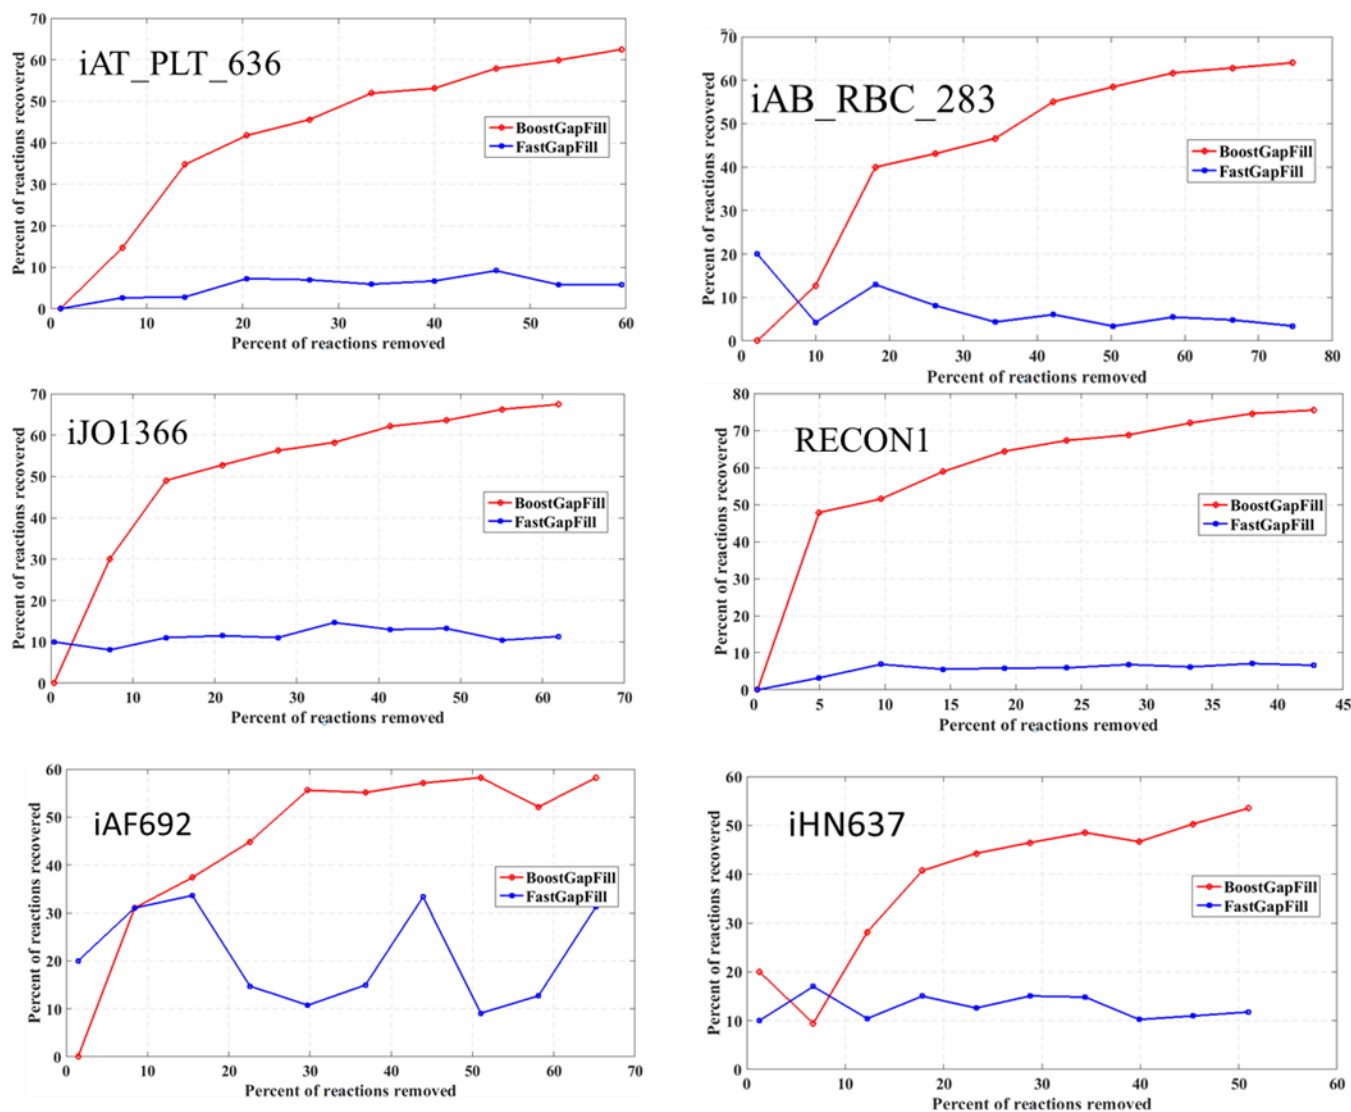 iAT_PLT_636
Percent of reactions recovered
70
60
50
40
30
20
10
0
BoostGapFill
FastGapFill
0 10 20 30 40 50 60
Percent of reactions removed
iAB_RBC_283
Percent of reactions recovered
70
60
50
40
30
20
10
0
BoostGapFill
FastGapFill
0 10 20 30 40 50 60 70 80
Percent of reactions removed
iJO1366
Percent of reactions recovered
70
60
50
40
30
20
10
0
BoostGapFill
FastGapFill
0 10 20 30 40 50 60 70
Percent of reactions removed
RECON1
Percent of reactions recovered
80
70
60
50
40
30
20
10
0
BoostGapFill
FastGapFill
0 5 10 15 20 25 30 35 40 45
Percent of reactions removed
iAF692
Percent of reactions recovered
60
50
40
30
20
10
0
BoostGapFill
FastGapFill
0 10 20 30 40 50 60 70
Percent of reactions removed
iHN637
Percent of reactions recovered
60
50
40
30
20
10
0
BoostGapFill
FastGapFill
0 10 20 30 40 50 60
Percent of reactions removed